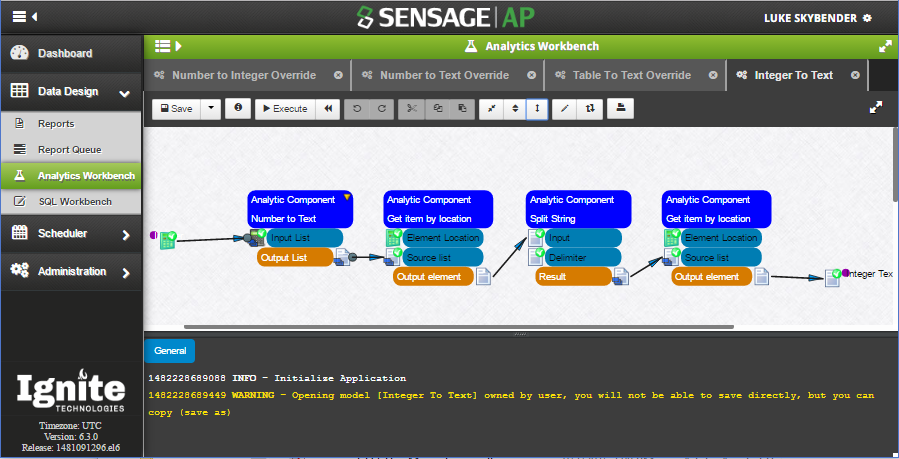 SENSAGE AP
LUKE SKYBENDER
Dashboard
Data Design
Reports
Report Queue
Analytics Workbench
SQL Workbench
Scheduler
Administration
Ignite
TECHNOLOGIES
Timezone: UTC
Version: 6.3.0
Release: 1481091296.el6
Analytics Workbench
Number to Integer Override
Number to Text Override
Table To Text Override
Integer To Text
Save
Execute
Analytic Component
Number to Text
Input List
Output List
Analytic Component
Get item by location
Element Location
Source list
Output element
Analytic Component
Split String
Input
Delimiter
Result
Analytic Component
Get item by location
Element Location
Source list
Output element
Integer Tex
General
1482228689088 INFO - Initialize Application
1482228689449 WARNING - Opening model [Integer To Text] owned by user, you will not be able to save directly, but you can
copy (save as)